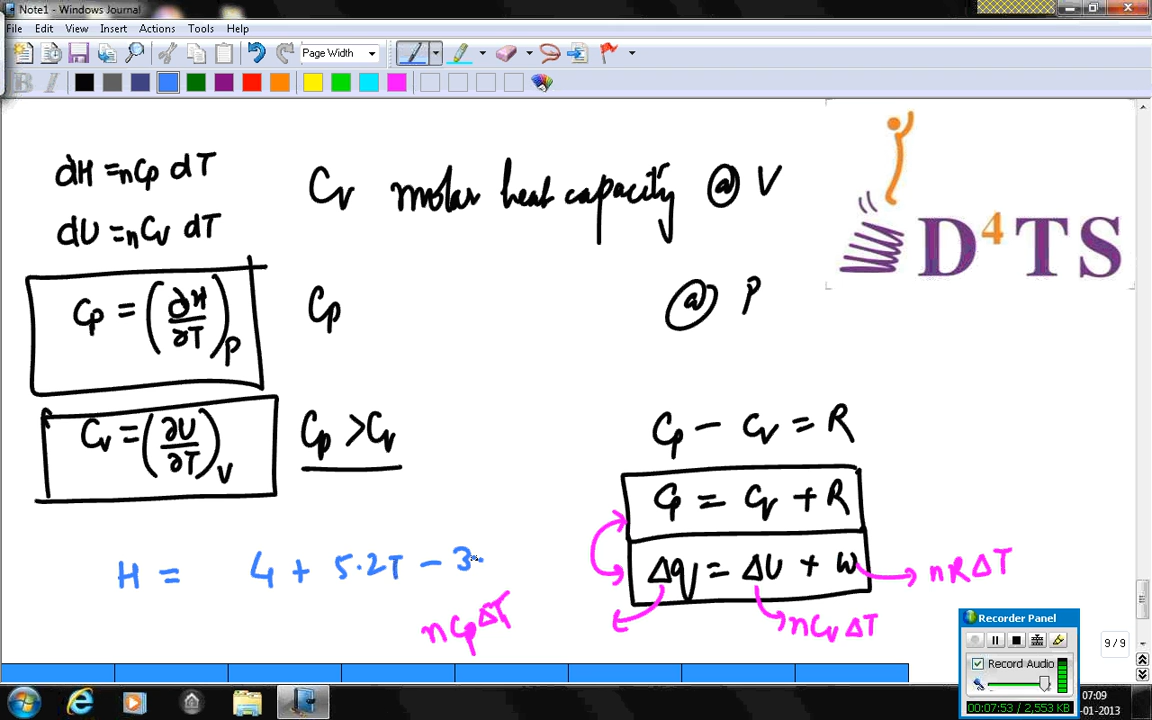 Note1 - Windows Journal
File Edit View Insert Actions Tools Help
Page Width
B I
dH = nCp dT
dU = nCv dT
Cv molar heat capacity @ V
D4TS
Cp = (∂H/∂T)P
Cp @ P
Cv = (∂U/∂T)V
Cp > Cv
Cp - Cv = R
Cp = Cv + R
Δq = ΔU + W
nRΔT
nCpΔT
nCvΔT
H = 4 + 5.2T - 3.
Recorder Panel
Record Audio
00:07:53 / 2,553 KB
9 / 9
07:09
-01-2013